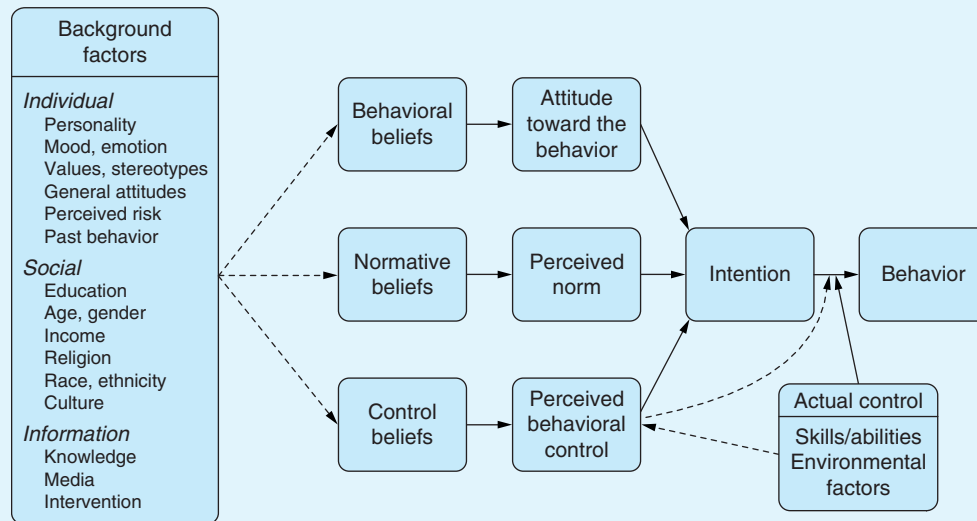 Background
factors
Individual
Personality
Mood, emotion
Values, stereotypes
General attitudes
Perceived risk
Past behavior
Social
Education
Age, gender
Income
Religion
Race, ethnicity
Culture
Information
Knowledge
Media
Intervention
Behavioral
beliefs
Attitude
toward the
behavior
Normative
beliefs
Perceived
norm
Intention
Behavior
Control
beliefs
Perceived
behavioral
control
Actual control
Skills/abilities
Environmental
factors